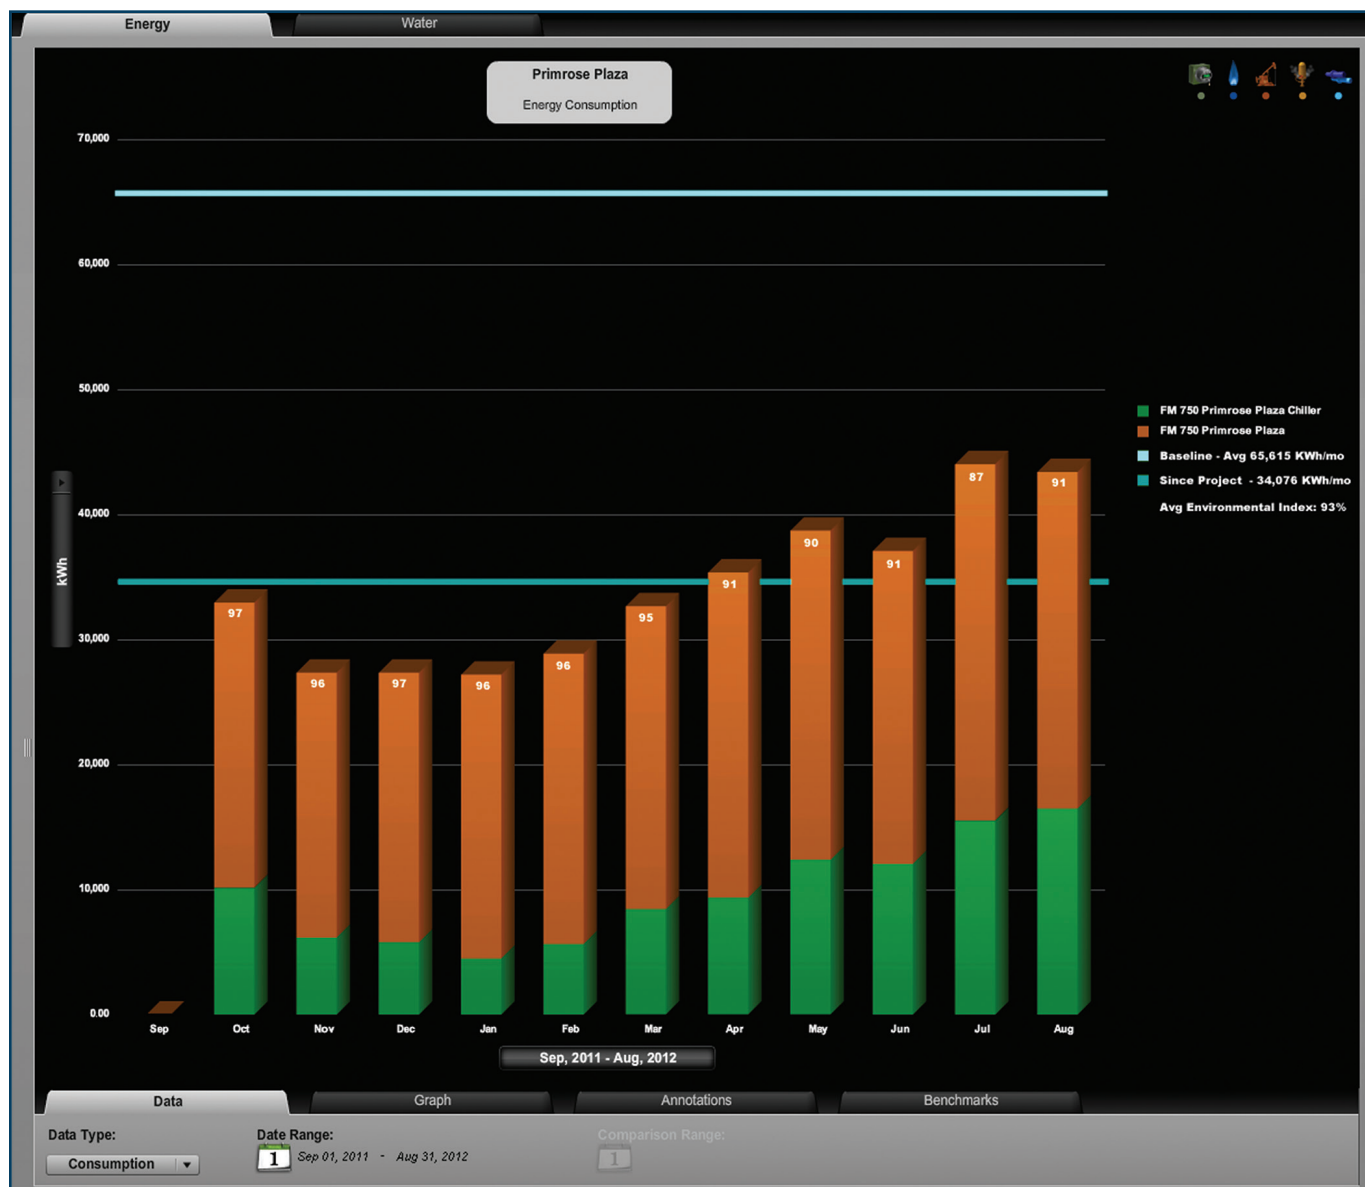 Energy
Water
Primrose Plaza
Energy Consumption
70,000
60,000
50,000
40,000
30,000
20,000
10,000
0.00
kWh
97
96
97
96
96
95
91
90
91
87
91
FM 750 Primrose Plaza Chiller
FM 750 Primrose Plaza
Baseline - Avg 65,615 KWh/mo
Since Project - 34,076 KWh/mo
Avg Environmental Index: 93%
Sep Oct Nov Dec Jan Feb Mar Apr May Jun Jul Aug
Sep, 2011 - Aug, 2012
Data
Graph
Annotations
Benchmarks
Data Type:
Date Range:
Comparison Range:
Consumption
1
Sep 01, 2011 - Aug 31, 2012
1